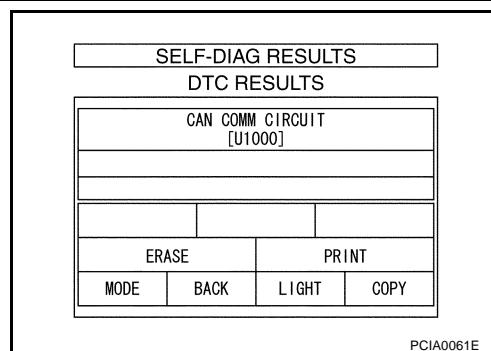 SELF-DIAG RESULTS
DTC RESULTS
CAN COMM CIRCUIT
[U1000]
ERASE PRINT
MODE BACK LIGHT COPY
PCIA0061E